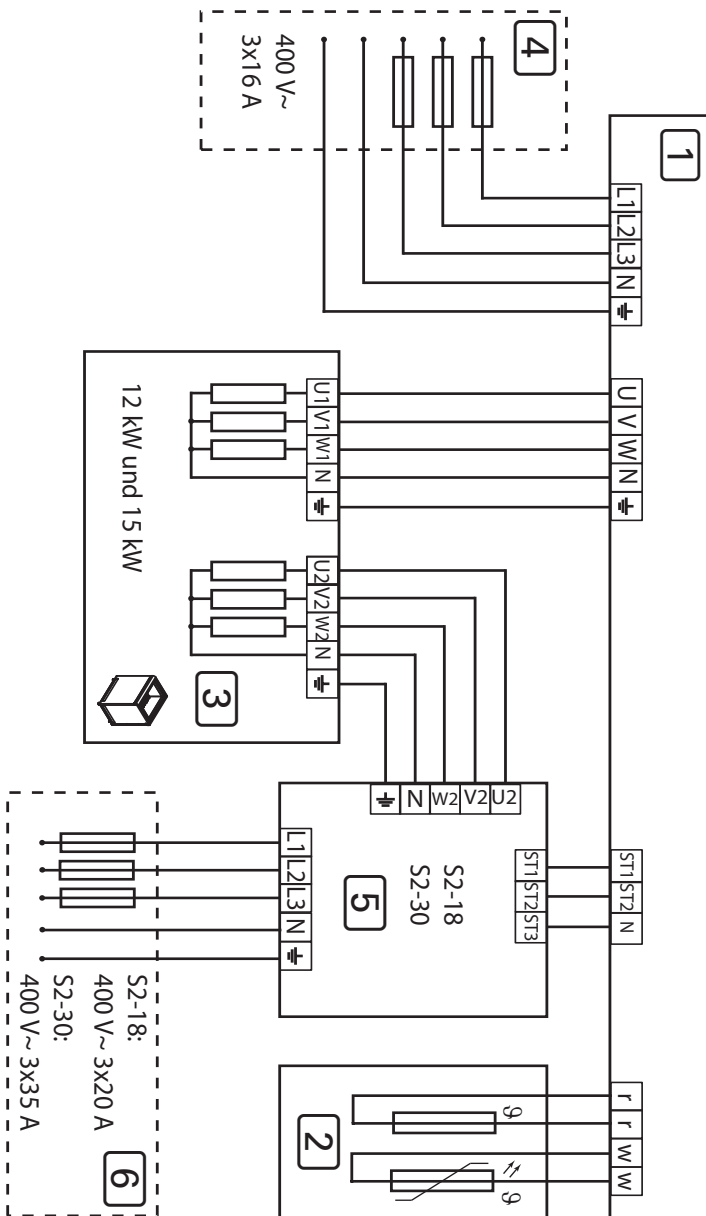 4
400 V~
3x16 A
1
L1 L2 L3 N
U V W N
U1 V1 W1 N
12 kW und 15 kW
U2 V2 W2 N
3
N W2 V2 U2
ST1 ST2 ST3
ST1 ST2 N
S2-18
S2-30
5
L1 L2 L3 N
S2-18:
400 V~ 3x20 A
S2-30:
400 V~ 3x35 A
6
r r w w
ϑ
ϑ
2